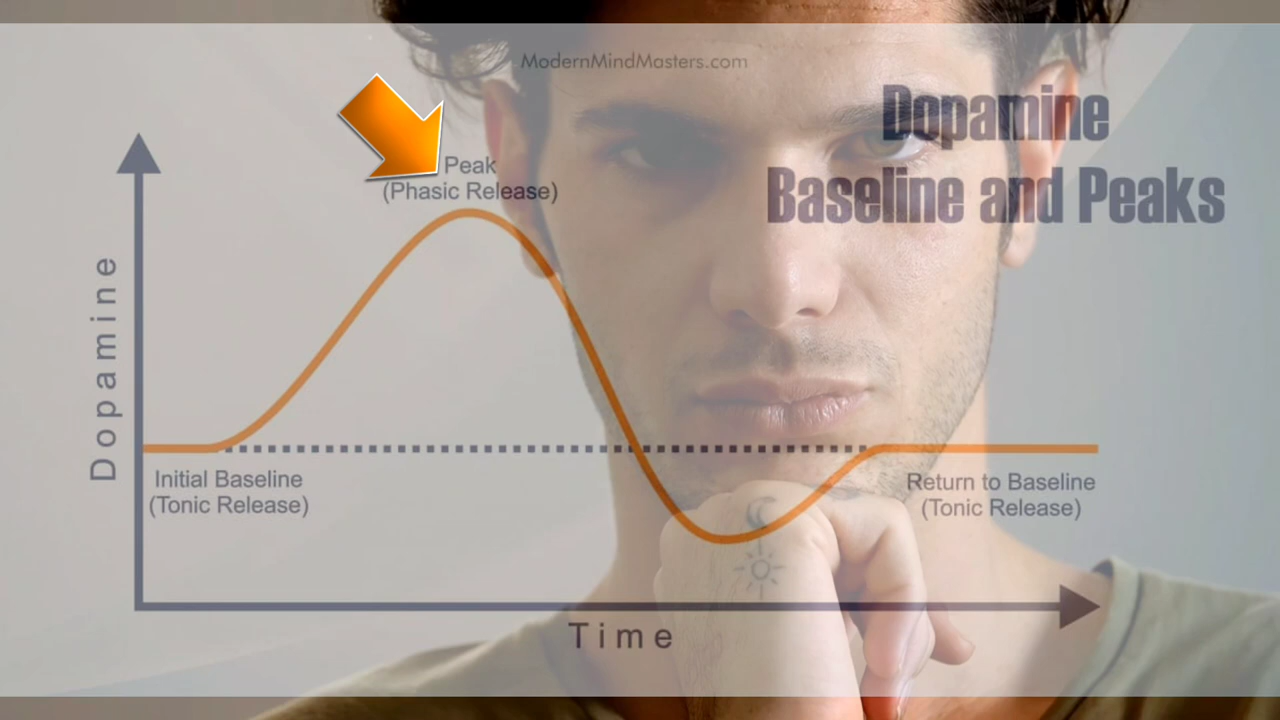 ModernMindMasters.com
Dopamine
Baseline and Peaks
Peak
(Phasic Release)
Dopamine
Initial Baseline
(Tonic Release)
Return to Baseline
(Tonic Release)
Time